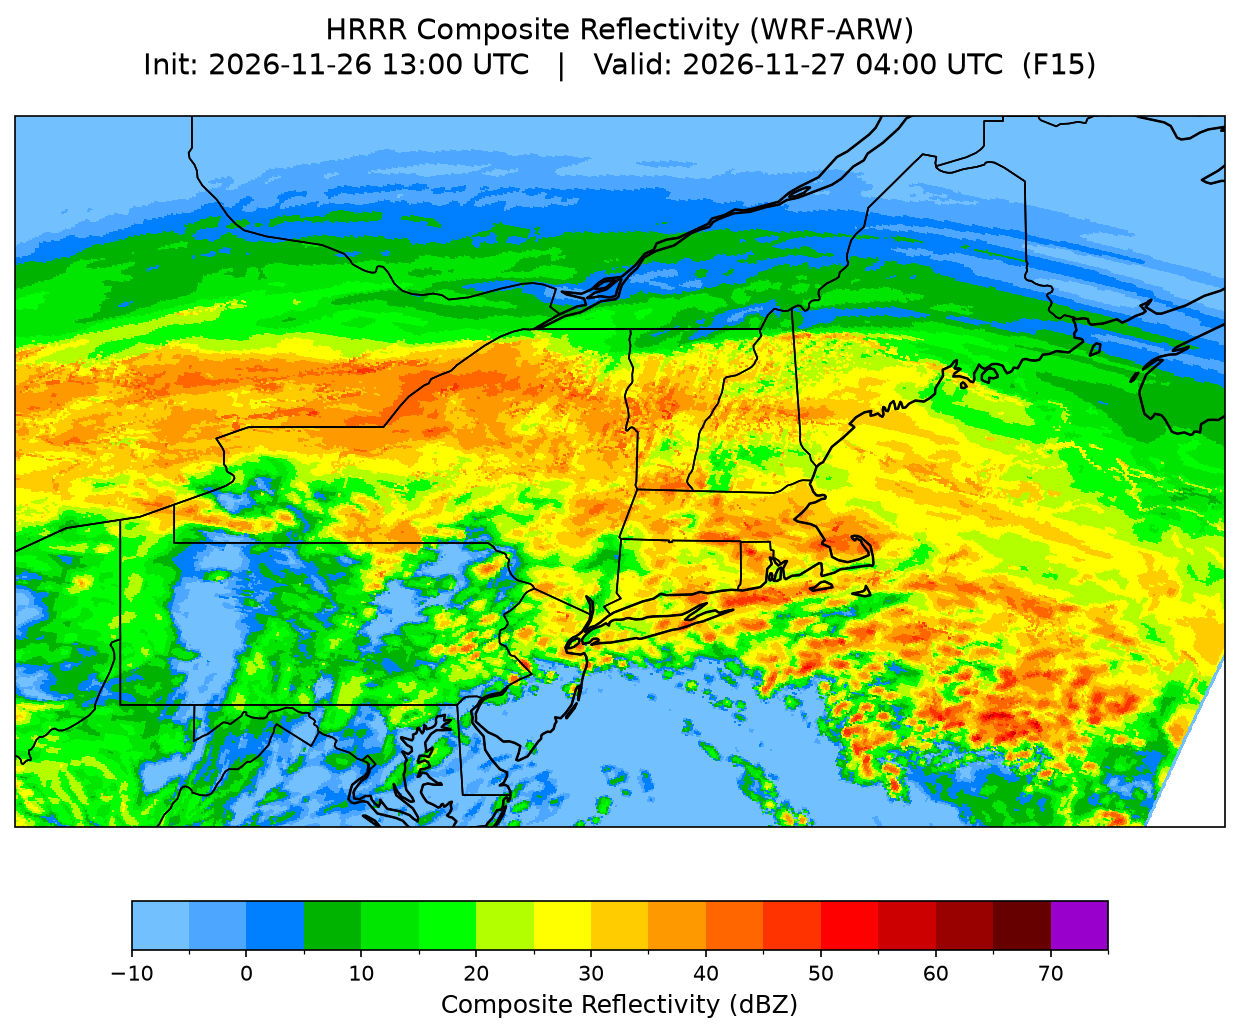 HRRR Composite Reflectivity (WRF-ARW)
Init: 2026-11-26 13:00 UTC   |   Valid: 2026-11-27 04:00 UTC  (F15)
−10 0 10 20 30 40 50 60 70
Composite Reflectivity (dBZ)